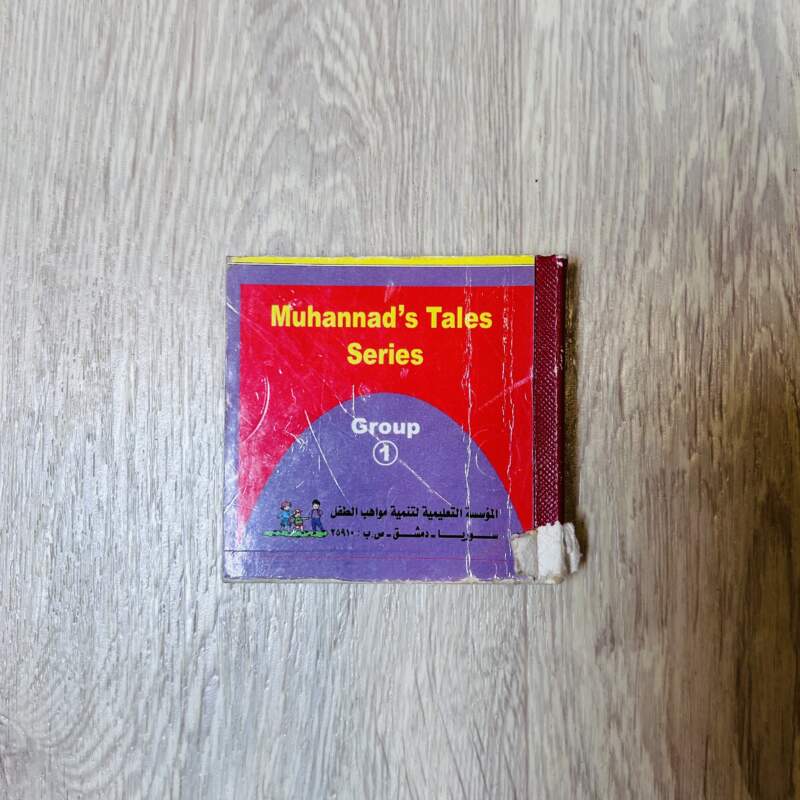 Muhannad's Tales
Series
Group
1
المؤسسة التعليمية لتنمية مواهب الطفل
سوريا - دمشق - ص.ب : ٢٥٩١٠